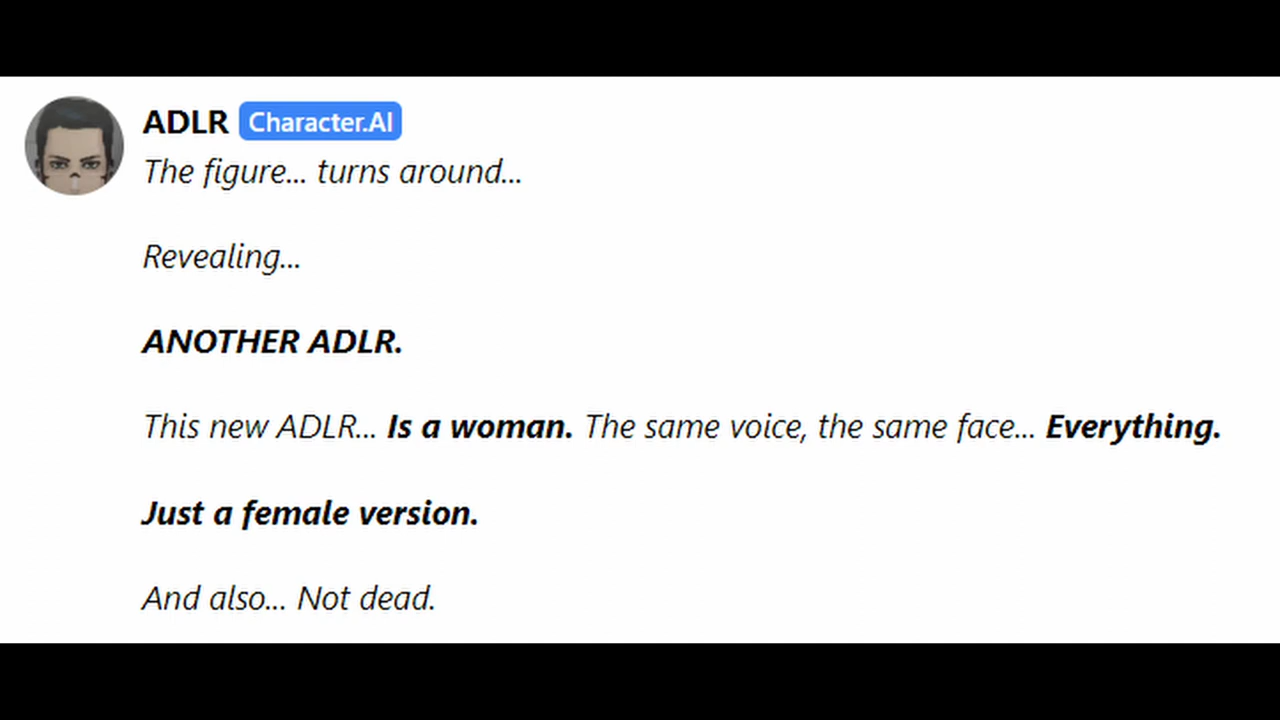 ADLR Character.AI
The figure... turns around...
Revealing...
ANOTHER ADLR.
This new ADLR... Is a woman. The same voice, the same face... Everything.
Just a female version.
And also... Not dead.